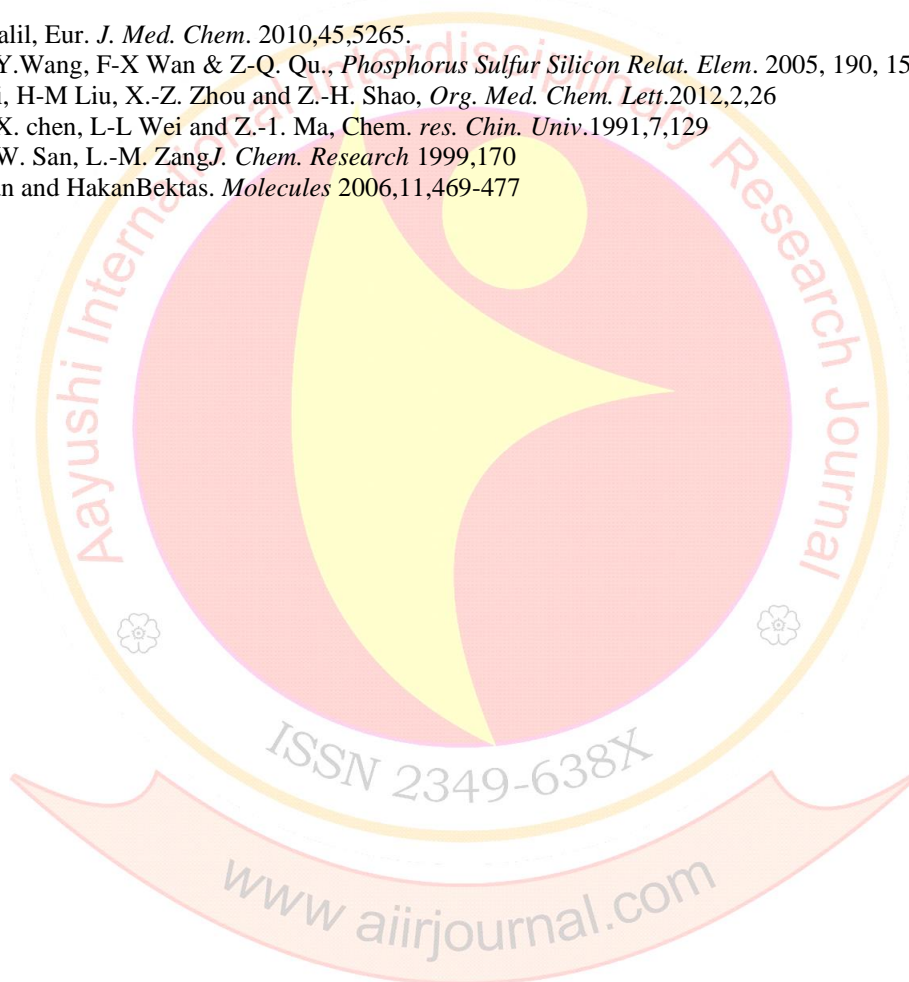 alil, Eur. J. Med. Chem. 2010,45,5265.
Y.Wang, F-X Wan & Z-Q. Qu., Phosphorus Sulfur Silicon Relat. Elem. 2005, 190, 15
i, H-M Liu, X.-Z. Zhou and Z.-H. Shao, Org. Med. Chem. Lett.2012,2,26
X. chen, L-L Wei and Z.-1. Ma, Chem. res. Chin. Univ.1991,7,129
W. San, L.-M. ZangJ. Chem. Research 1999,170
an and HakanBektas. Molecules 2006,11,469-477
Aayushi International Interdisciplinary Research Journal
ISSN 2349-638X
www aiirjournal.com